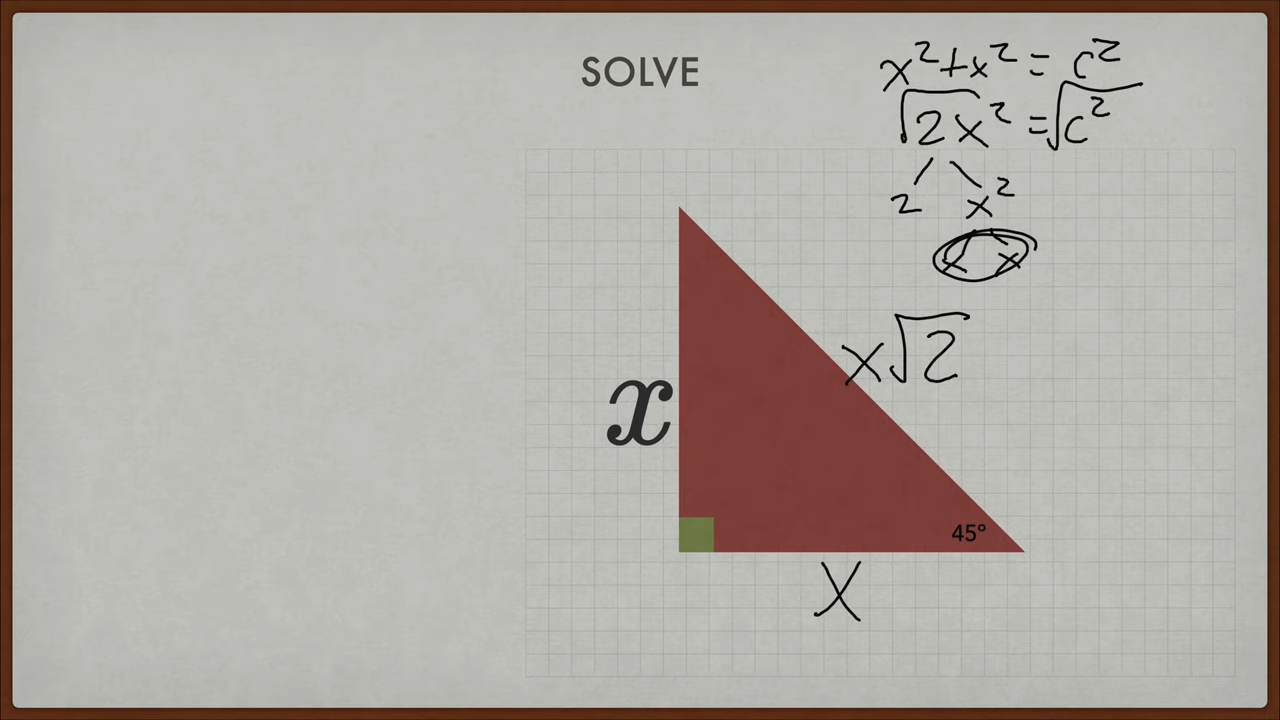 SOLVE
x²+x² = c²
√2x² = √c²
2 x²
x x
x√2
x
45°
X